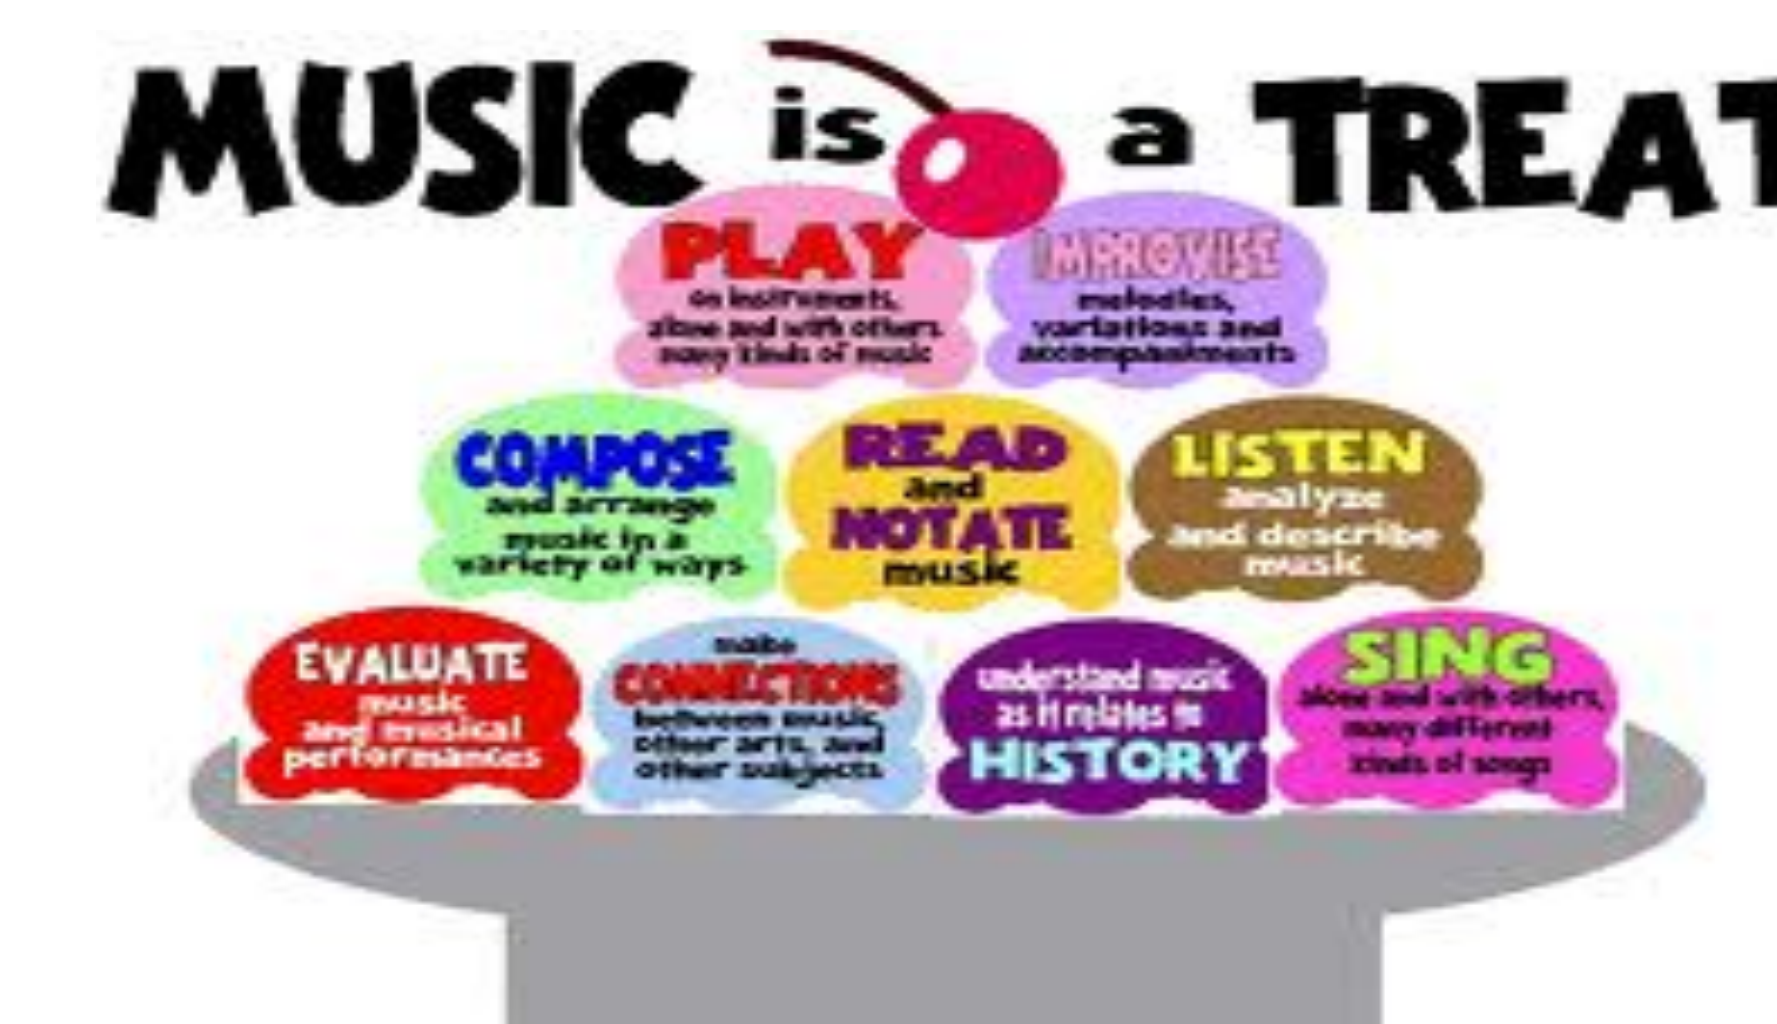 MUSIC is a TREAT
PLAY
on instruments,
alone and with others
many kinds of music
IMPROVISE
melodies,
variations and
accompaniments
COMPOSE
and arrange
music in a
variety of ways
READ
and
NOTATE
music
LISTEN
analyze
and describe
music
EVALUATE
music
and musical
performances
make
CONNECTIONS
between music,
other arts, and
other subjects
understand music
as it relates to
HISTORY
SING
alone and with others,
many different
kinds of songs